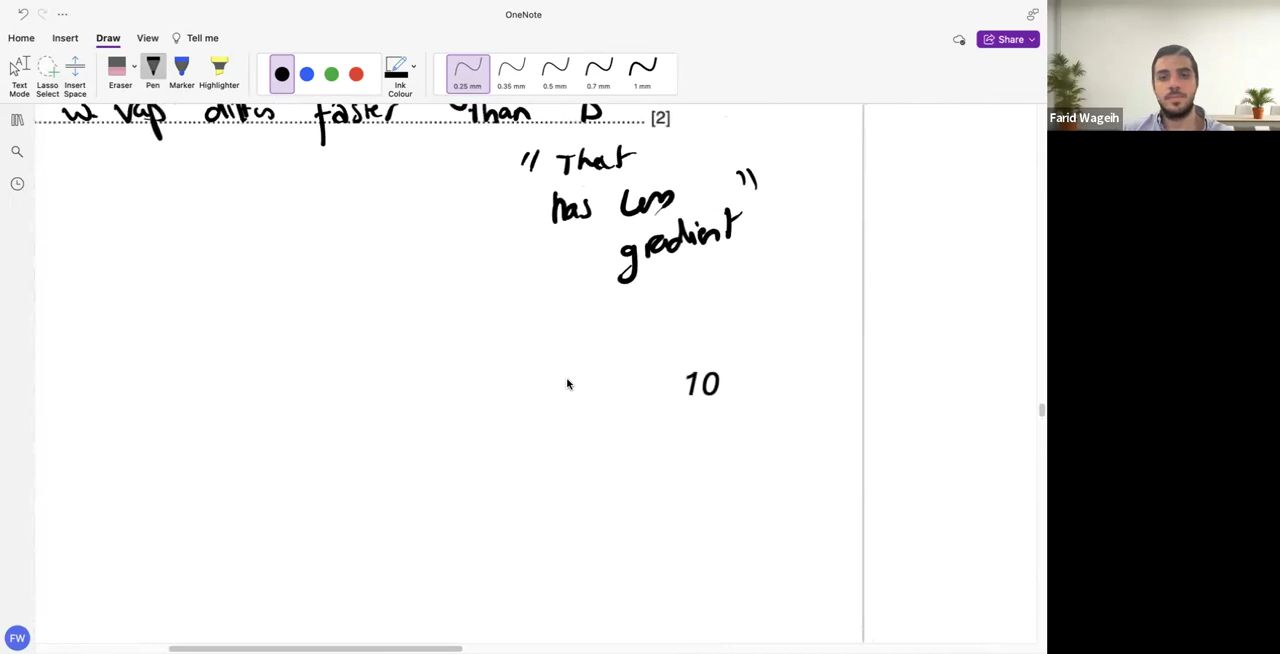 OneNote
Home Insert Draw View Tell me
Share
Text Mode
Lasso Select
Insert Space
Eraser
Pen
Marker
Highlighter
Ink Colour
0.25 mm
0.35 mm
0.5 mm
0.7 mm
1 mm
Farid Wageih
faster than D
[2]
" That
has Less
gradient "
10
FW